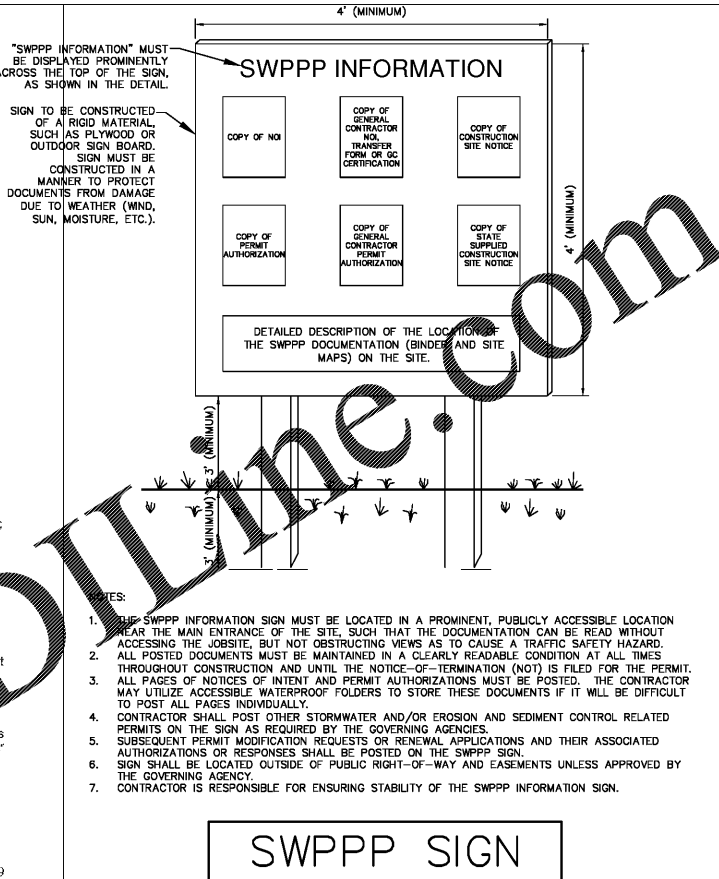 4' (MINIMUM)
"SWPPP INFORMATION" MUST
BE DISPLAYED PROMINENTLY
ACROSS THE TOP OF THE SIGN,
AS SHOWN IN THE DETAIL.
SIGN TO BE CONSTRUCTED
OF A RIGID MATERIAL,
SUCH AS PLYWOOD OR
OUTDOOR SIGN BOARD.
SIGN MUST BE
CONSTRUCTED IN A
MANNER TO PROTECT
DOCUMENTS FROM DAMAGE
DUE TO WEATHER (WIND,
SUN, MOISTURE, ETC.).
SWPPP INFORMATION
COPY OF NOI
COPY OF
GENERAL
CONTRACTOR
NOI,
TRANSFER
FORM OR GC
CERTIFICATION
COPY OF
CONSTRUCTION
SITE NOTICE
COPY OF
PERMIT
AUTHORIZATION
COPY OF
GENERAL
CONTRACTOR
PERMIT
AUTHORIZATION
COPY OF
STATE
SUPPLIED
CONSTRUCTION
SITE NOTICE
DETAILED DESCRIPTION OF THE LOCATION OF
THE SWPPP DOCUMENTATION (BINDER AND SITE
MAPS) ON THE SITE.
4' (MINIMUM)
3' (MINIMUM)
3' (MINIMUM)
NOTES:
1. THE SWPPP INFORMATION SIGN MUST BE LOCATED IN A PROMINENT, PUBLICLY ACCESSIBLE LOCATION
NEAR THE MAIN ENTRANCE OF THE SITE, SUCH THAT THE DOCUMENTATION CAN BE READ WITHOUT
ACCESSING THE JOBSITE, BUT NOT OBSTRUCTING VIEWS AS TO CAUSE A TRAFFIC SAFETY HAZARD.
2. ALL POSTED DOCUMENTS MUST BE MAINTAINED IN A CLEARLY READABLE CONDITION AT ALL TIMES
THROUGHOUT CONSTRUCTION AND UNTIL THE NOTICE-OF-TERMINATION (NOT) IS FILED FOR THE PERMIT.
3. ALL PAGES OF NOTICES OF INTENT AND PERMIT AUTHORIZATIONS MUST BE POSTED. THE CONTRACTOR
MAY UTILIZE ACCESSIBLE WATERPROOF FOLDERS TO STORE THESE DOCUMENTS IF IT WILL BE DIFFICULT
TO POST ALL PAGES INDIVIDUALLY.
4. CONTRACTOR SHALL POST OTHER STORMWATER AND/OR EROSION AND SEDIMENT CONTROL RELATED
PERMITS ON THE SIGN AS REQUIRED BY THE GOVERNING AGENCIES.
5. SUBSEQUENT PERMIT MODIFICATION REQUESTS OR RENEWAL APPLICATIONS AND THEIR ASSOCIATED
AUTHORIZATIONS OR RESPONSES SHALL BE POSTED ON THE SWPPP SIGN.
6. SIGN SHALL BE LOCATED OUTSIDE OF PUBLIC RIGHT-OF-WAY AND EASEMENTS UNLESS APPROVED BY
THE GOVERNING AGENCY.
7. CONTRACTOR IS RESPONSIBLE FOR ENSURING STABILITY OF THE SWPPP INFORMATION SIGN.
SWPPP SIGN
DILine.com